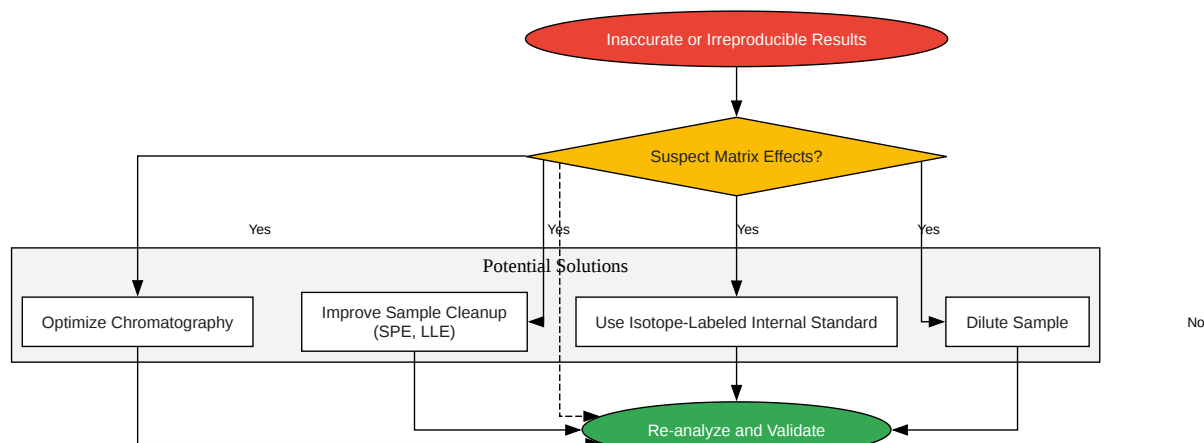 Inaccurate or Irreproducible Results
Suspect Matrix Effects?
Yes
Yes
Yes
Yes
Potential Solutions
Optimize Chromatography
Improve Sample Cleanup
(SPE, LLE)
Use Isotope-Labeled Internal Standard
Dilute Sample
No
Re-analyze and Validate